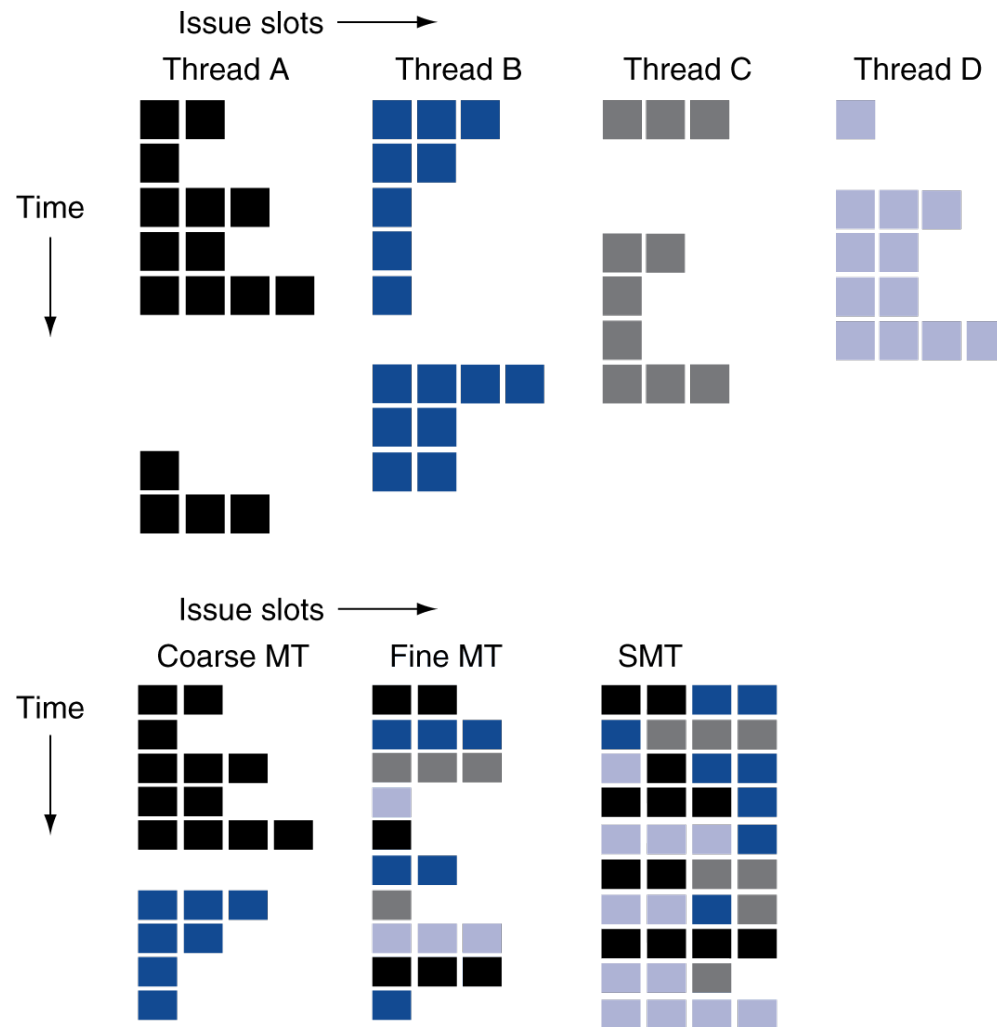 Issue slots
Thread A Thread B Thread C Thread D
Time
Issue slots
Coarse MT Fine MT SMT
Time